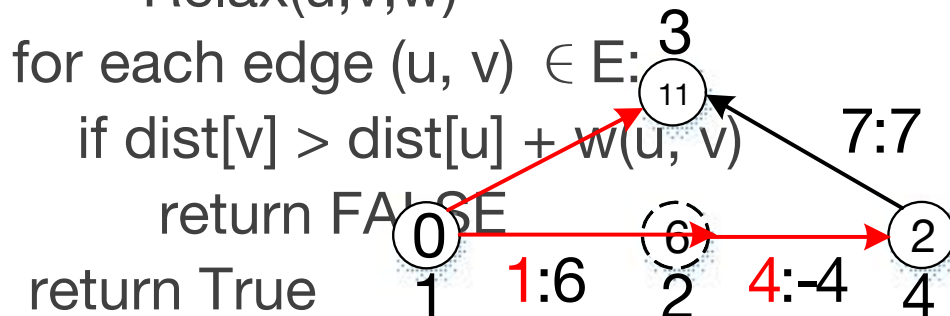 Relax(u,v,w)
for each edge (u, v) ∈ E:
if dist[v] > dist[u] + w(u, v)
return FALSE
return True
3
11
7:7
0
6
2
1
1:6
2
4:-4
4